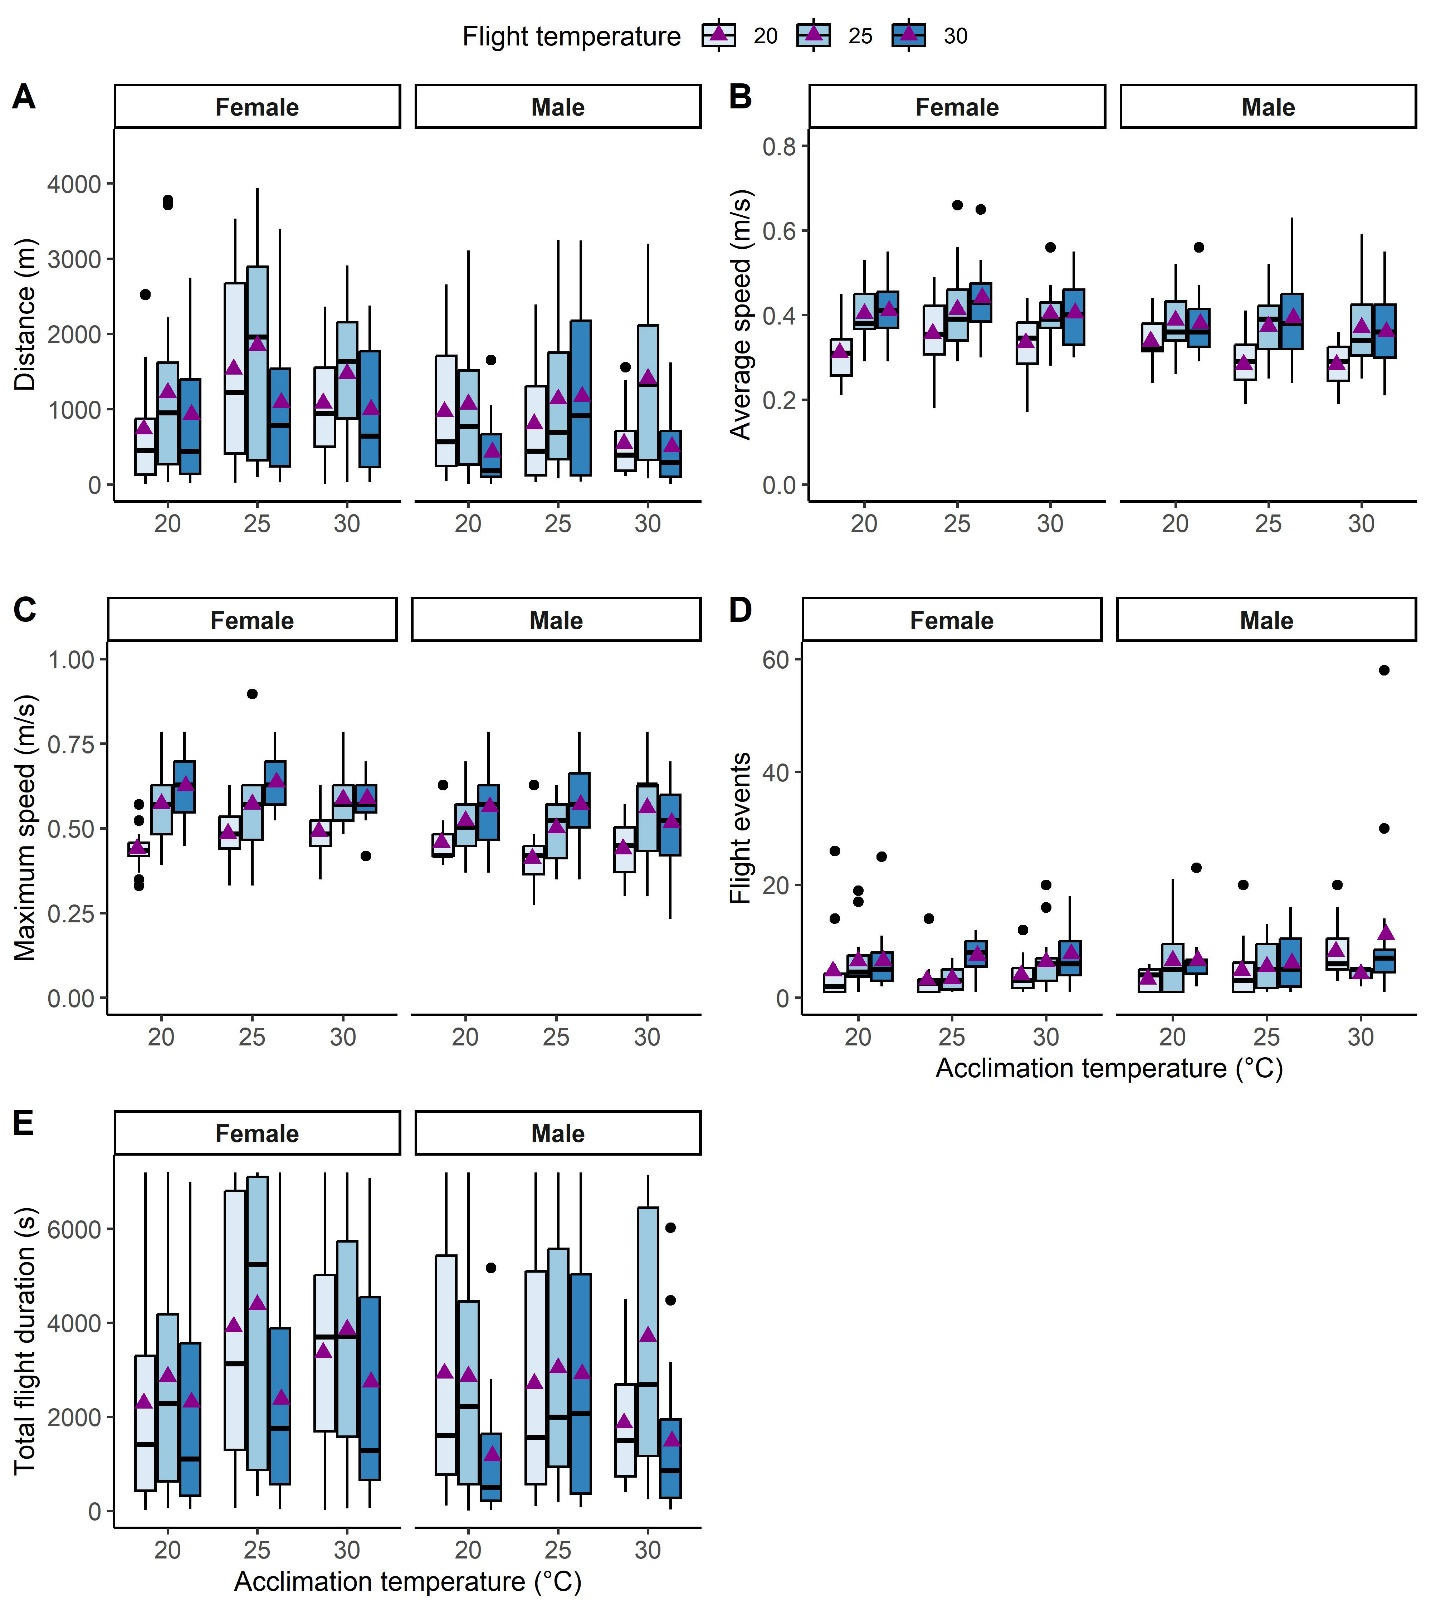 Flight temperature 20 25 30
A
Female Male
Distance (m)
4000
3000
2000
1000
0
20 25 30 20 25 30
B
Female Male
Average speed (m/s)
0.8
0.6
0.4
0.2
0.0
20 25 30 20 25 30
C
Female Male
Maximum speed (m/s)
1.00
0.75
0.50
0.25
0.00
20 25 30 20 25 30
D
Female Male
Flight events
60
40
20
0
20 25 30 20 25 30
Acclimation temperature (°C)
E
Female Male
Total flight duration (s)
6000
4000
2000
0
20 25 30 20 25 30
Acclimation temperature (°C)